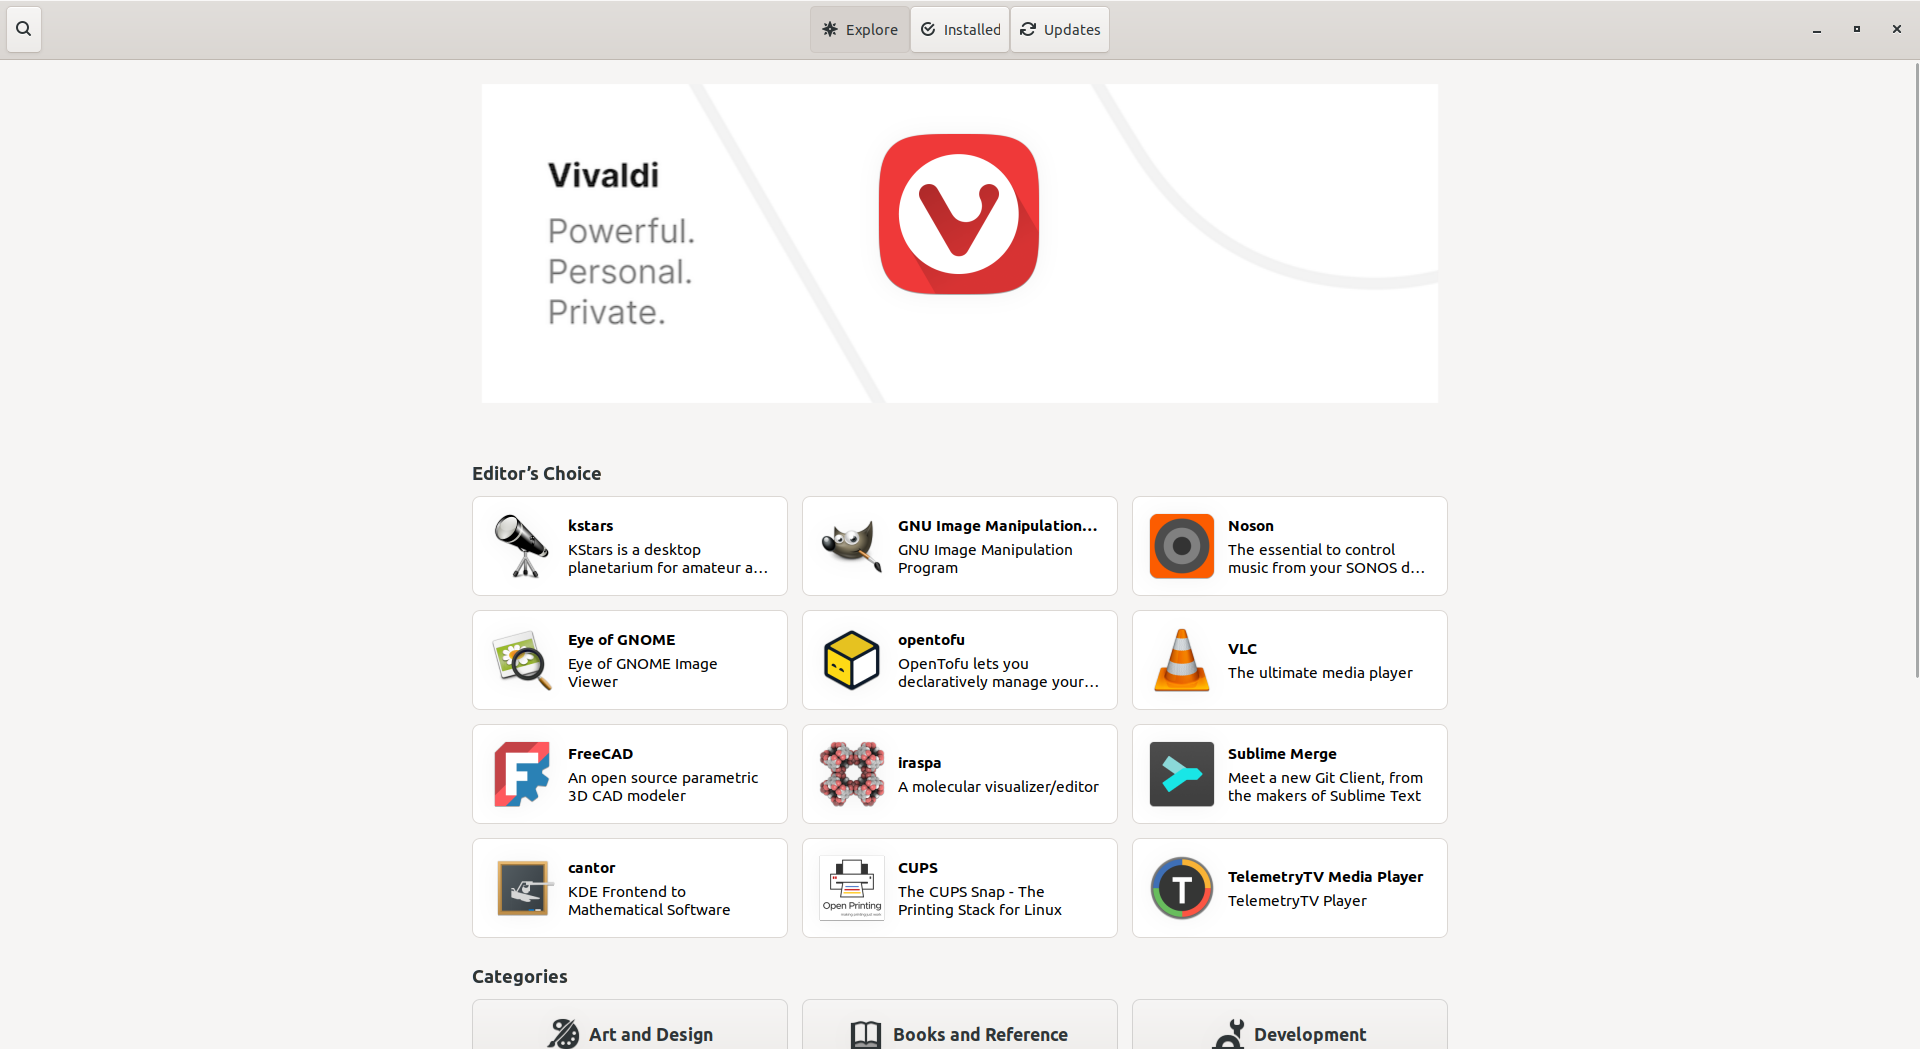 Explore
Installed
Updates
Vivaldi
Powerful.
Personal.
Private.
Editor’s Choice
kstars
KStars is a desktop
planetarium for amateur a…
GNU Image Manipulation…
GNU Image Manipulation
Program
Noson
The essential to control
music from your SONOS d…
Eye of GNOME
Eye of GNOME Image
Viewer
opentofu
OpenTofu lets you
declaratively manage your…
VLC
The ultimate media player
FreeCAD
An open source parametric
3D CAD modeler
iraspa
A molecular visualizer/editor
Sublime Merge
Meet a new Git Client, from
the makers of Sublime Text
cantor
KDE Frontend to
Mathematical Software
Open Printing
making printing just work
CUPS
The CUPS Snap - The
Printing Stack for Linux
T
TelemetryTV Media Player
TelemetryTV Player
Categories
Art and Design
Books and Reference
Development